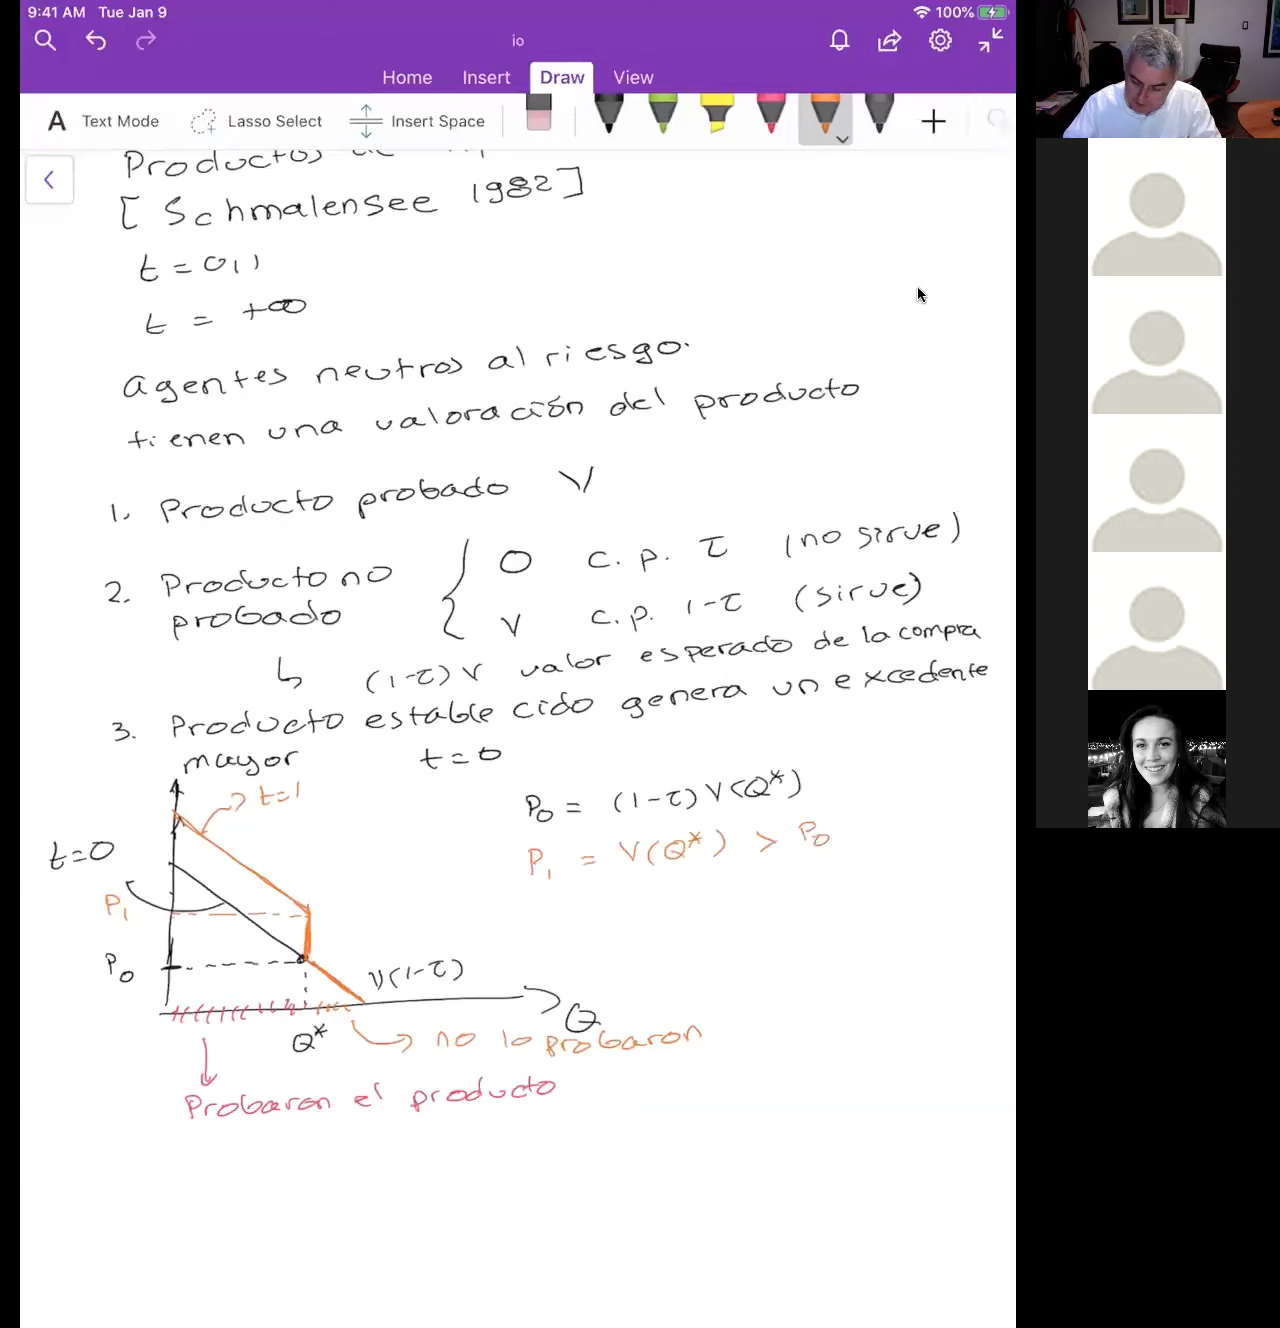 9:41 AM Tue Jan 9
100%
io
Home Insert Draw View
A Text Mode Lasso Select Insert Space
Productos de
[Schmalensee 1982]
t = 0,1
t = +∞
agentes neutros al riesgo.
tienen una valoración del producto
1. Producto probado V
2. Producto no probado { 0 c.p. τ (no sirve)
V c.p. 1-τ (sirve)
↳ (1-τ)V valor esperado de la compra
3. Producto establecido genera un excedente
mayor t=0
→ t=1
P₀ = (1-τ)V(Q*)
t=0
P₁ = V(Q*) > P₀
P₁
P₀
V(1-τ)
Q
Q*
→ no lo probaron
Probaron el producto